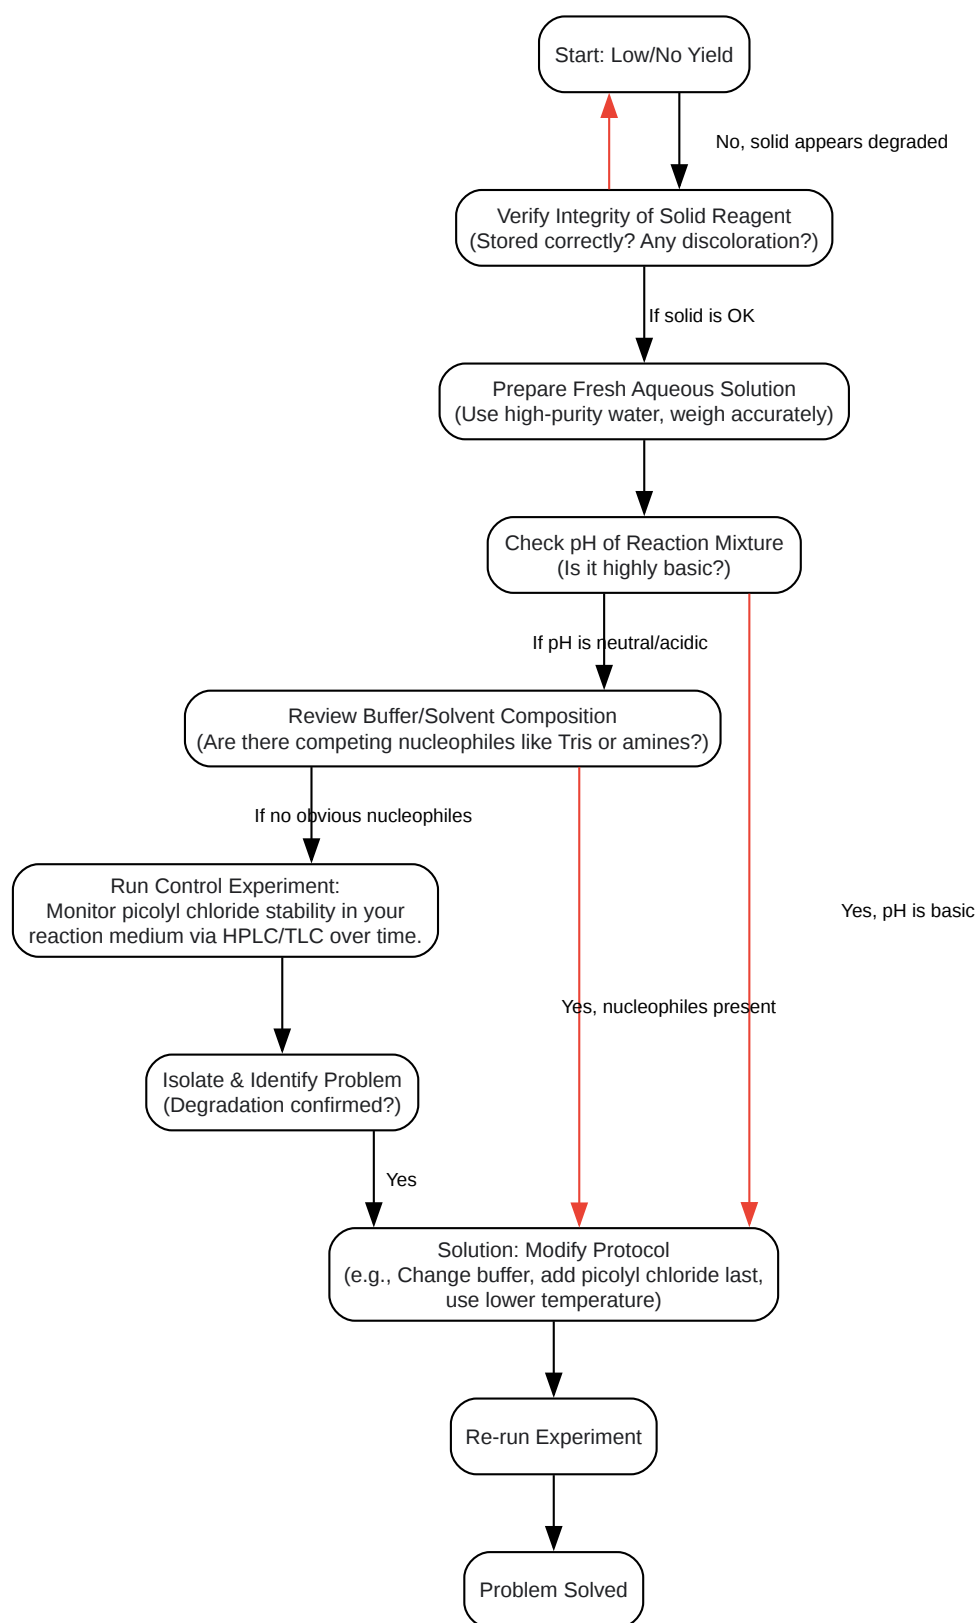 Start: Low/No Yield
No, solid appears degraded
Verify Integrity of Solid Reagent
(Stored correctly? Any discoloration?)
If solid is OK
Prepare Fresh Aqueous Solution
(Use high-purity water, weigh accurately)
Check pH of Reaction Mixture
(Is it highly basic?)
If pH is neutral/acidic
Review Buffer/Solvent Composition
(Are there competing nucleophiles like Tris or amines?)
If no obvious nucleophiles
Run Control Experiment:
Monitor picolyl chloride stability in your
reaction medium via HPLC/TLC over time.
Yes, pH is basic
Yes, nucleophiles present
Isolate & Identify Problem
(Degradation confirmed?)
Yes
Solution: Modify Protocol
(e.g., Change buffer, add picolyl chloride last,
use lower temperature)
Re-run Experiment
Problem Solved